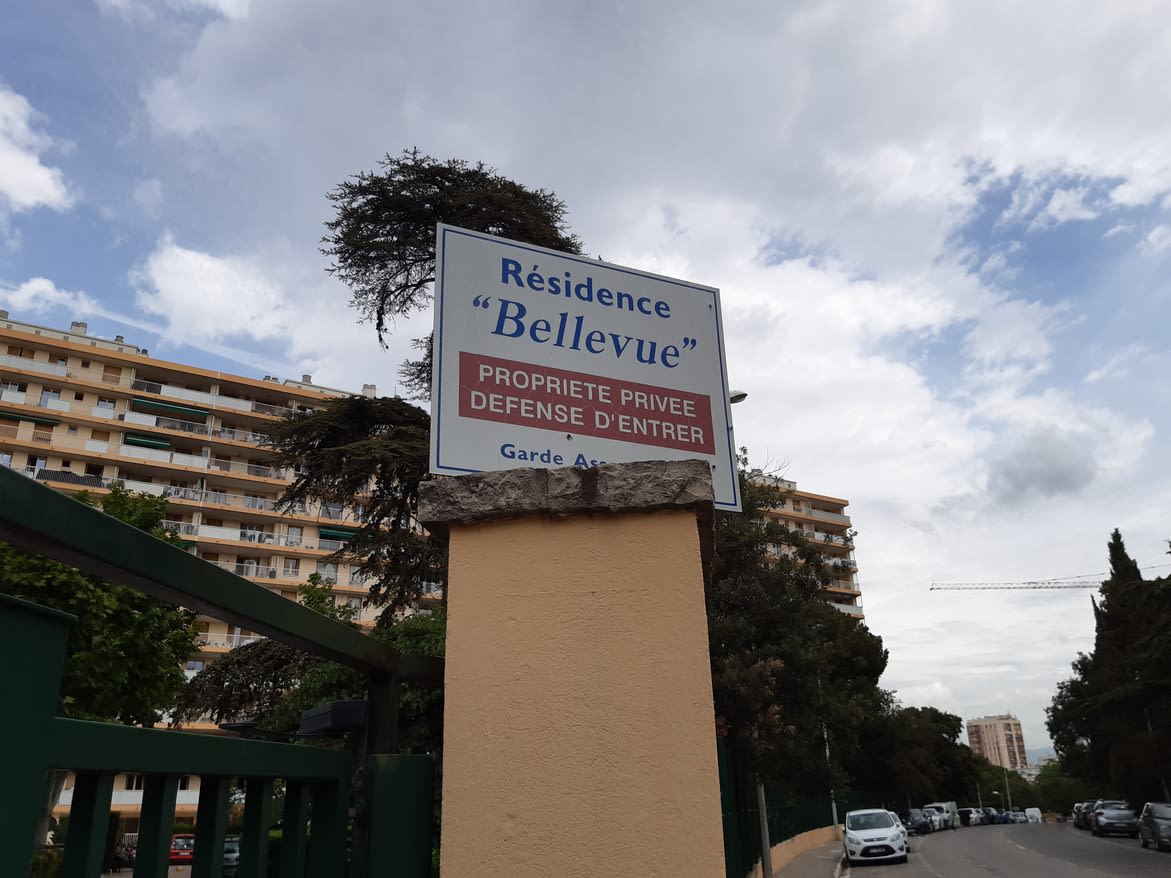 Résidence
“Bellevue”
PROPRIETE PRIVEE
DEFENSE D'ENTRER
Garde